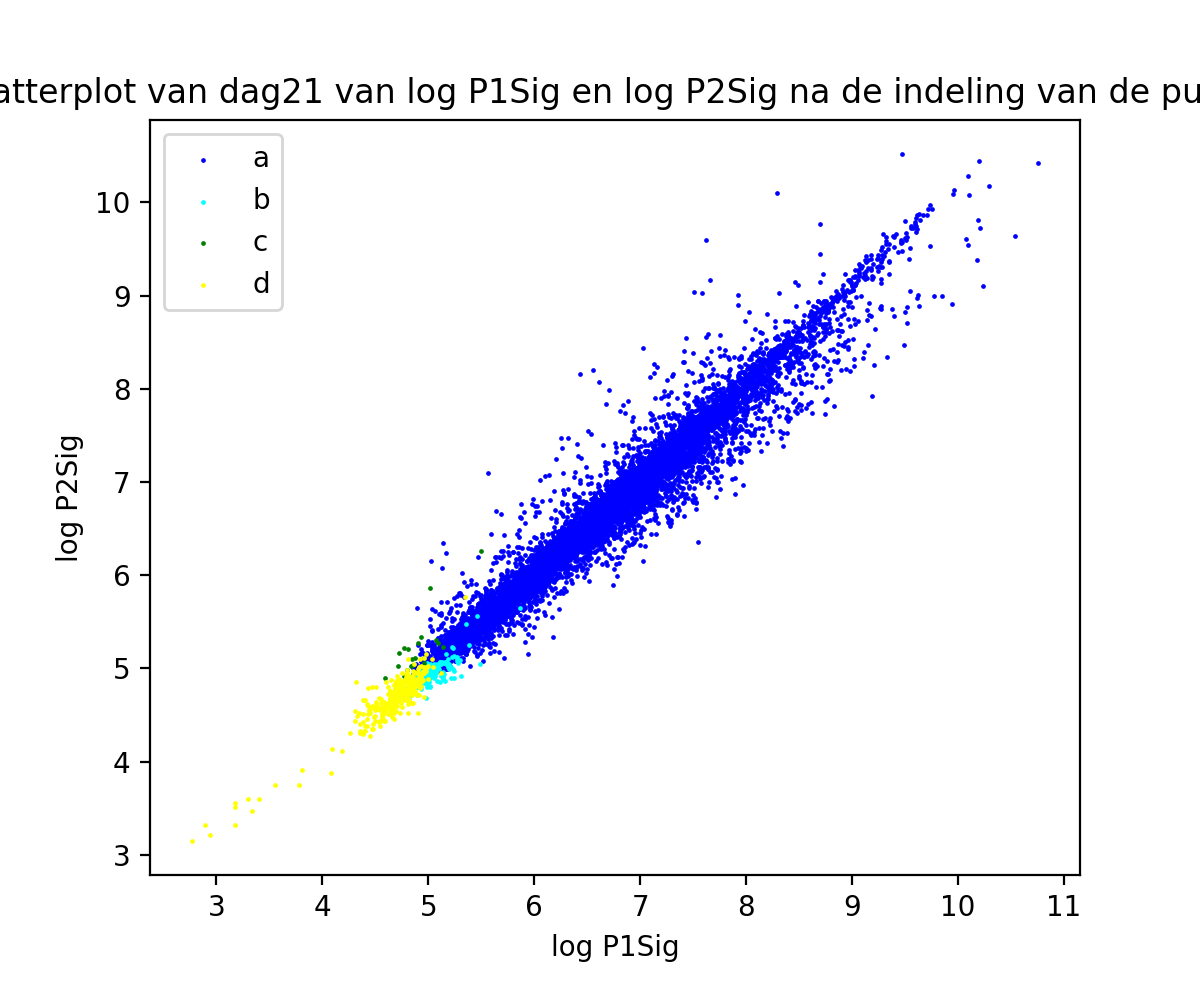 atterplot van dag21 van log P1Sig en log P2Sig na de indeling van de pu
a
b
c
d
10
9
8
7
6
5
4
3
log P2Sig
3 4 5 6 7 8 9 10 11
log P1Sig